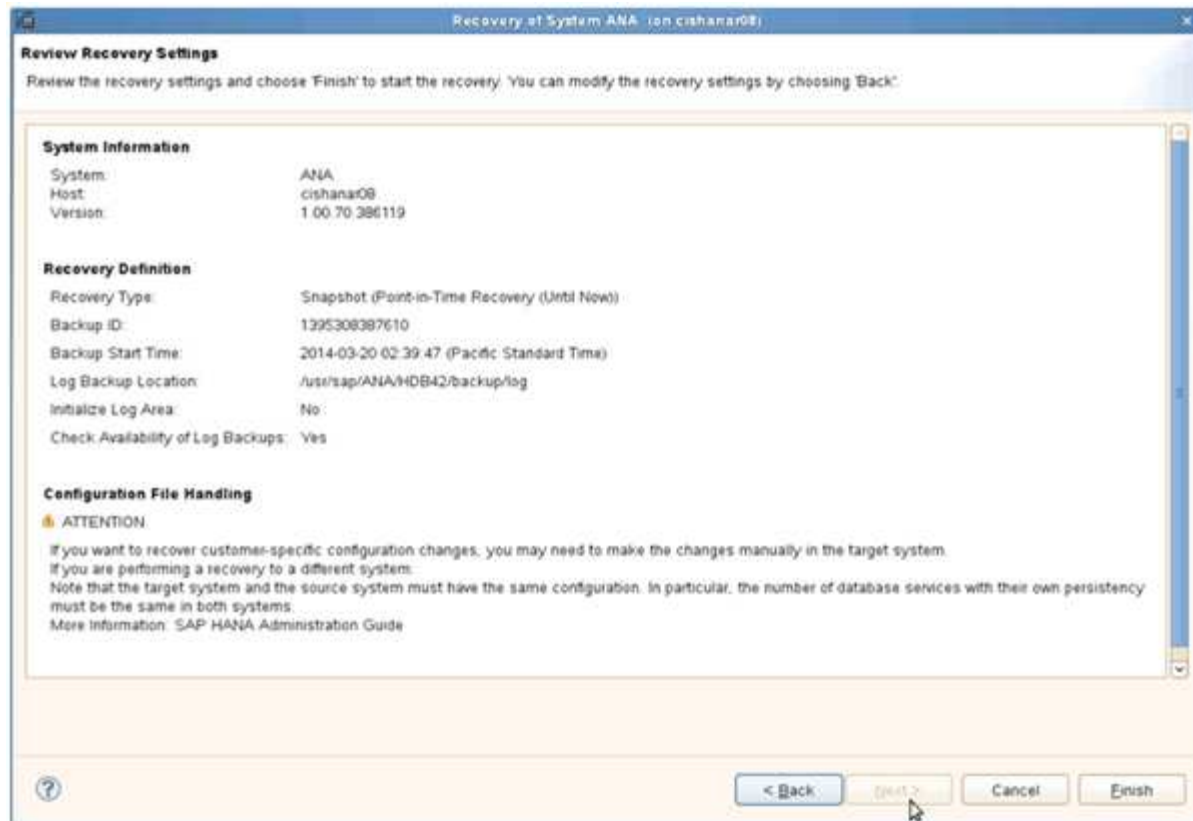 Recovery of System ANA (on cishanar08)
Review Recovery Settings
Review the recovery settings and choose 'Finish' to start the recovery. You can modify the recovery settings by choosing 'Back'.
System Information
System: ANA
Host: cishanar08
Version: 1.00.70.386119
Recovery Definition
Recovery Type: Snapshot (Point-in-Time Recovery (Until Now))
Backup ID: 1395308387610
Backup Start Time: 2014-03-20 02:39:47 (Pacific Standard Time)
Log Backup Location: /usr/sap/ANA/HDB42/backup/log
Initialize Log Area: No
Check Availability of Log Backups: Yes
Configuration File Handling
ATTENTION
If you want to recover customer-specific configuration changes, you may need to make the changes manually in the target system.
If you are performing a recovery to a different system:
Note that the target system and the source system must have the same configuration. In particular, the number of database services with their own persistency
must be the same in both systems.
More Information: SAP HANA Administration Guide
? < Back Next > Cancel Finish